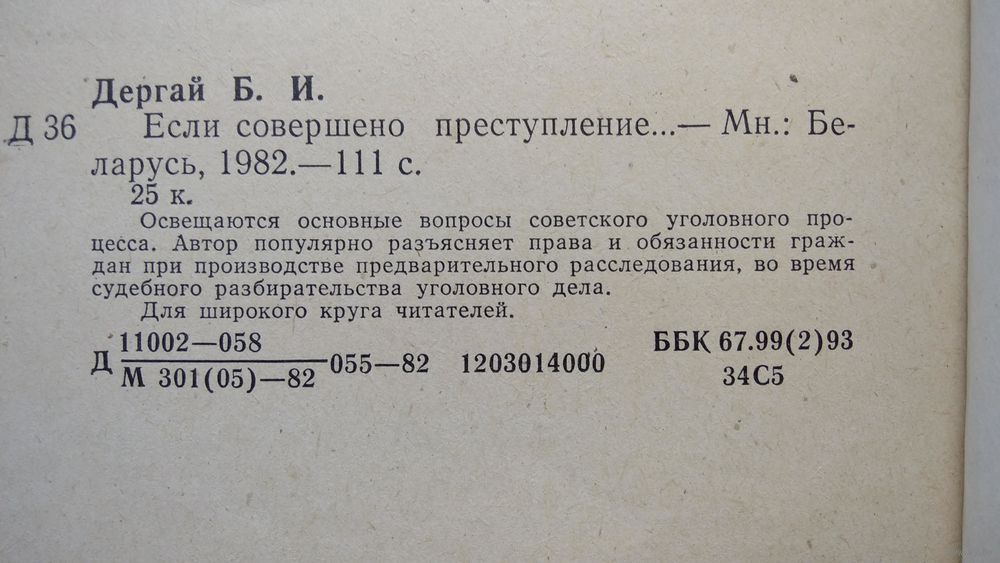 Дергай Б. И.
Д 36 Если совершено преступление...— Мн.: Бе-
ларусь, 1982.—111 с.
25 к.
Освещаются основные вопросы советского уголовного про-
цесса. Автор популярно разъясняет права и обязанности граж-
дан при производстве предварительного расследования, во время
судебного разбирательства уголовного дела.
Для широкого круга читателей.
11002—058
Д ————— 055—82 1203014000 ББК 67.99(2)93
М 301(05)—82 34С5